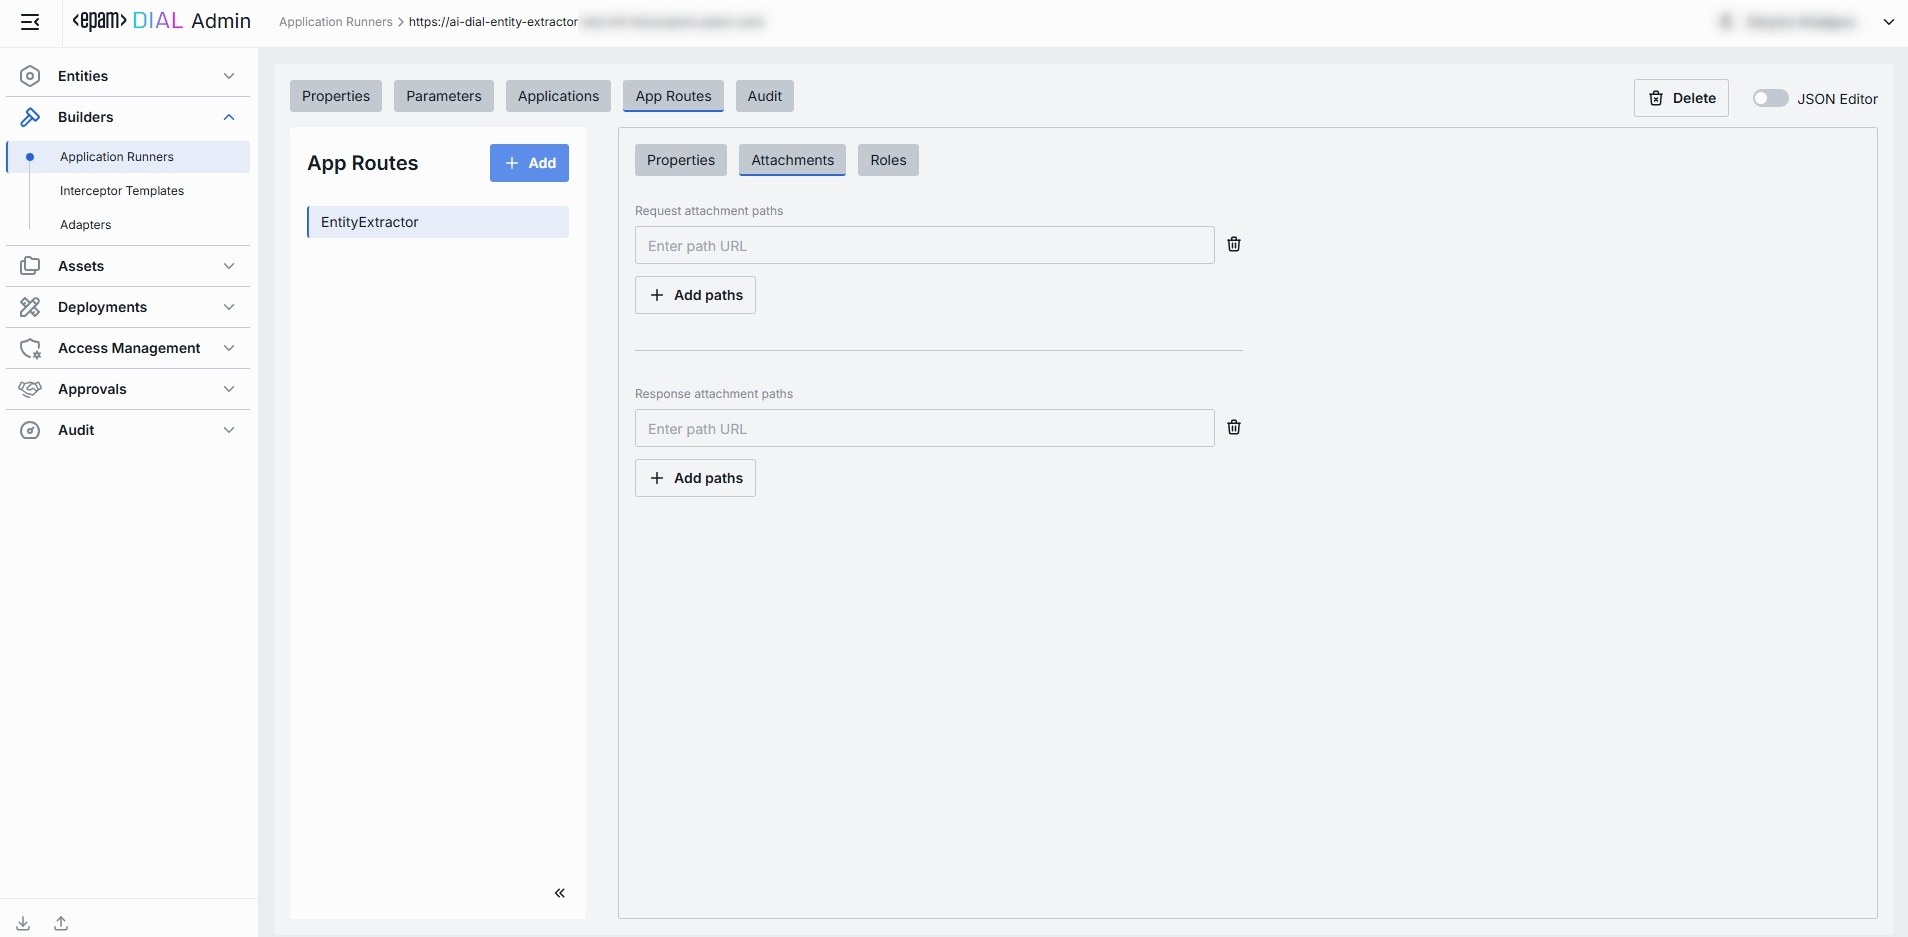 <epam> DIAL Admin
Application Runners > https://ai-dial-entity-extractor
Entities
Builders
Application Runners
Interceptor Templates
Adapters
Assets
Deployments
Access Management
Approvals
Audit
Properties
Parameters
Applications
App Routes
Audit
Delete
JSON Editor
App Routes
+ Add
EntityExtractor
Properties
Attachments
Roles
Request attachment paths
Enter path URL
+ Add paths
Response attachment paths
Enter path URL
+ Add paths